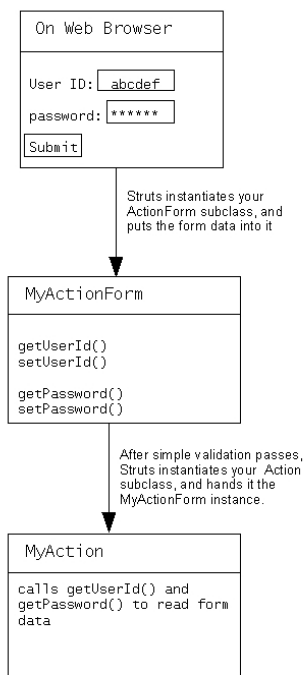 On Web Browser
User ID: abcdef
password: ******
Submit
Struts instantiates your
ActionForm subclass, and
puts the form data into it
MyActionForm
getUserId()
setUserId()
getPassword()
setPassword()
After simple validation passes,
Struts instantiates your Action
subclass, and hands it the
MyActionForm instance.
MyAction
calls getUserId() and
getPassword() to read form
data